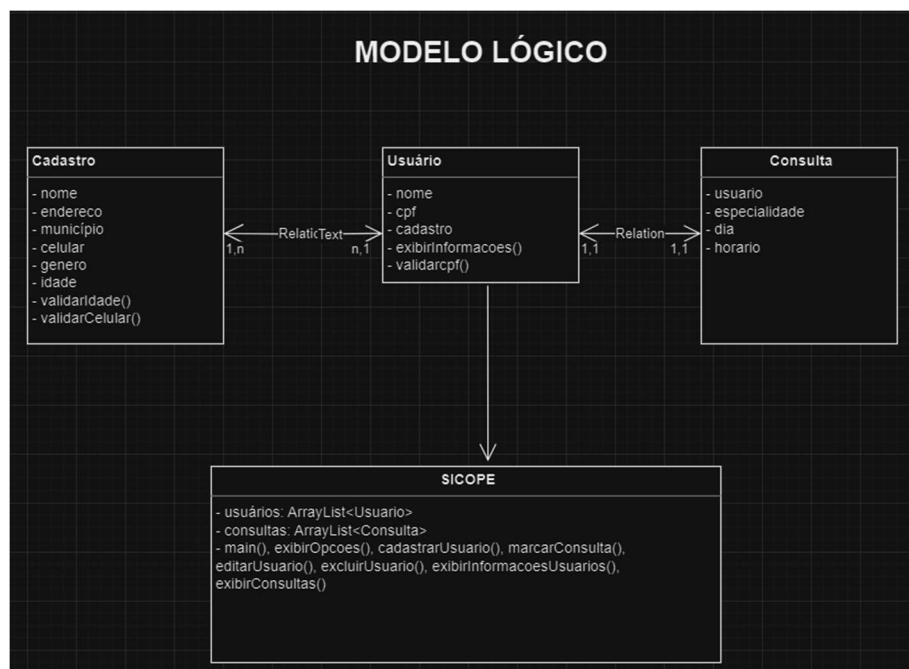 MODELO LÓGICO
Cadastro
- nome
- endereco
- município
- celular
- genero
- idade
- validarIdade()
- validarCelular()
1,n
Relatic
Text
n,1
Usuário
- nome
- cpf
- cadastro
- exibirInformacoes()
- validarcpf()
1,1
Relation
1,1
Consulta
- usuario
- especialidade
- dia
- horario
SICOPE
- usuários: ArrayList<Usuario>
- consultas: ArrayList<Consulta>
- main(), exibirOpcoes(), cadastrarUsuario(), marcarConsulta(),
editarUsuario(), excluirUsuario(), exibirInformacoesUsuarios(),
exibirConsultas()